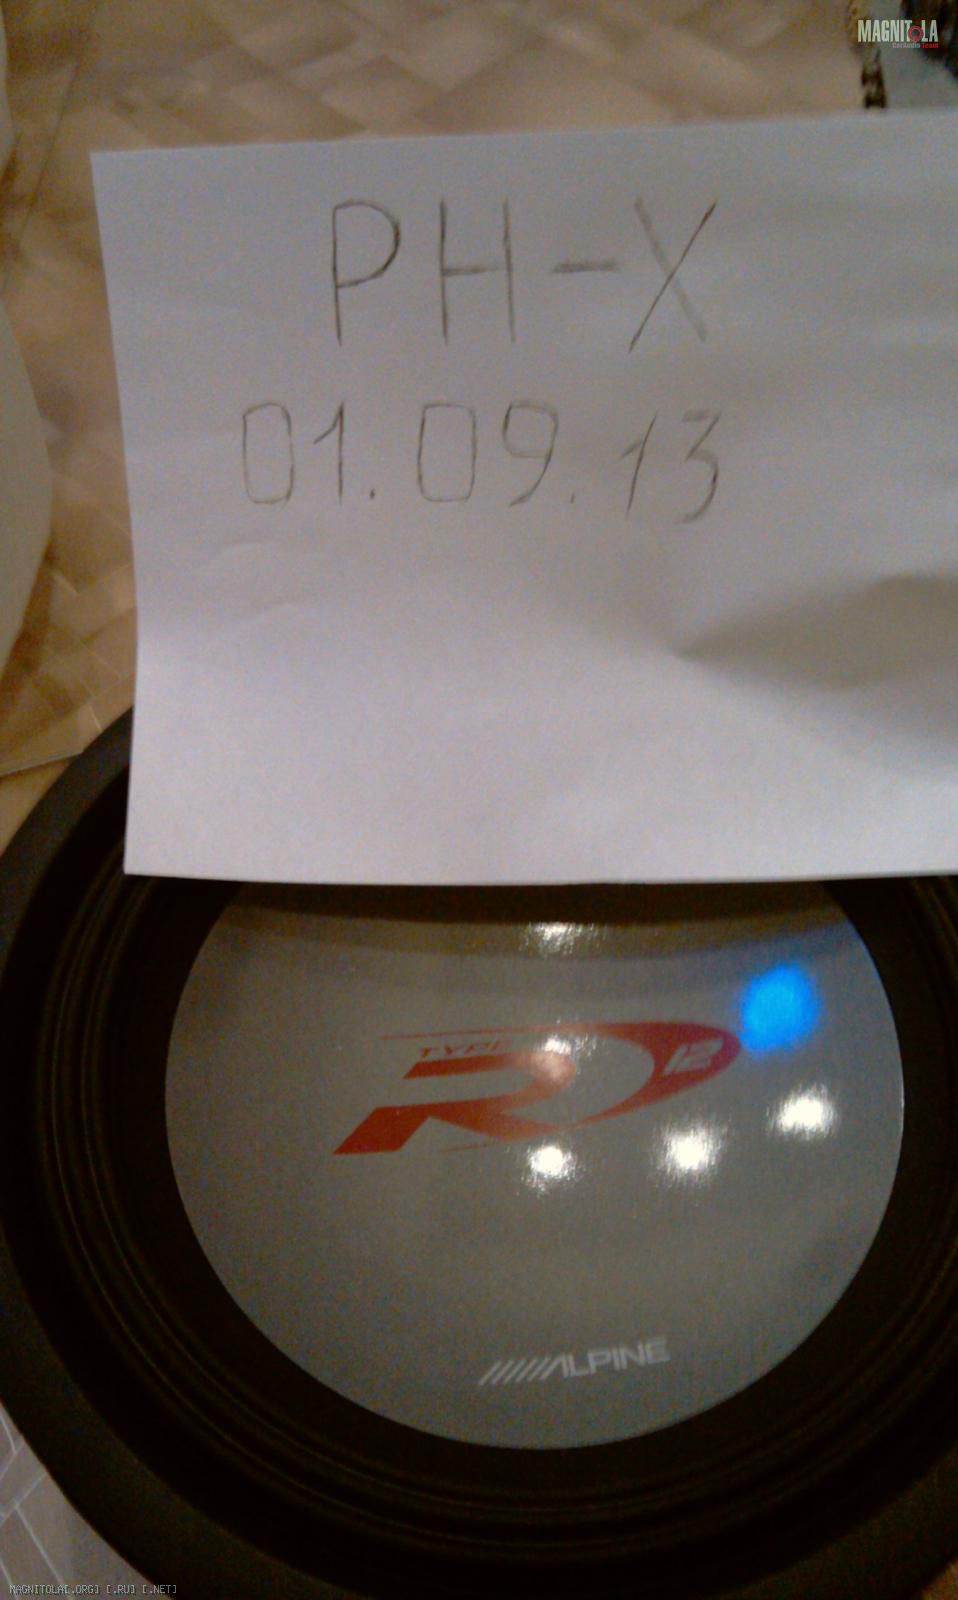 MAGNITOLA
CarAudio Team
PH-X
01.09.13
TYPE
R 12
ALPINE
MAGNITOLA[.ORG] [.RU] [.NET]